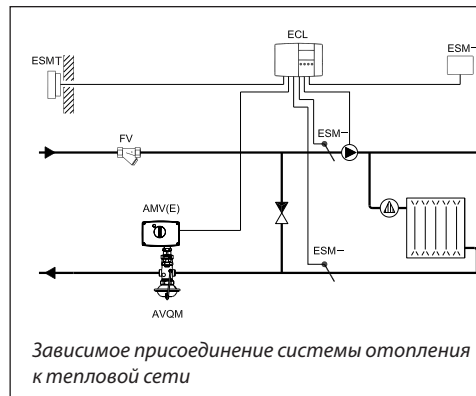 ECL
ESM–
ESMT
FV
ESM–
AMV(E)
ESM–
AVQM
Зависимое присоединение системы отопления
к тепловой сети